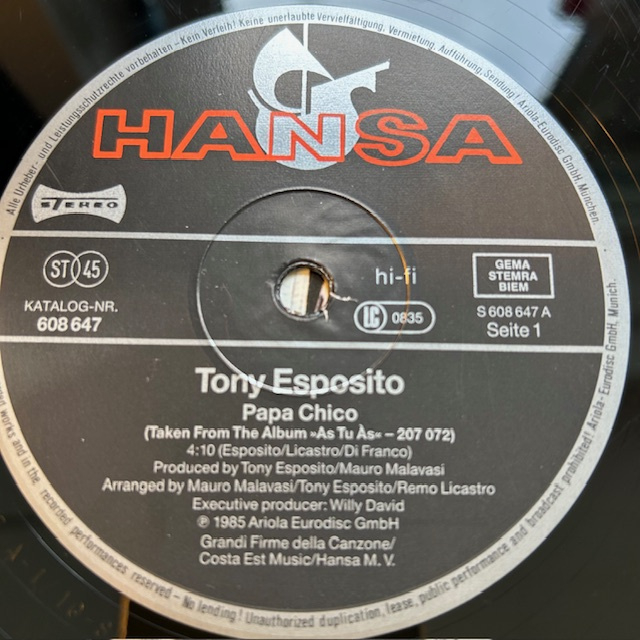 Alle Urheber- und Leistungsschutzrechte vorbehalten – Kein Verleih! Keine unerlaubte Vervielfältigung, Vermietung, Aufführung, Sendung! Ariola-Eurodisc GmbH, München.
HANSA
STEREO
ST 45
hi-fi
GEMA
STEMRA
BIEM
KATALOG-NR.
608 647
LC 0835
S 608 647 A
Seite 1
Tony Esposito
Papa Chico
(Taken From The Album »As Tu Às« – 207 072)
4:10 (Esposito/Licastro/Di Franco)
Produced by Tony Esposito/Mauro Malavasi
Arranged by Mauro Malavasi/Tony Esposito/Remo Licastro
Executive producer: Willy David
℗ 1985 Ariola Eurodisc GmbH
Grandi Firme della Canzone/
Costa Est Music/Hansa M. V.
works and in the recorded performances reserved – No lending! Unauthorized duplication, lease, public performance and broadcast prohibited! Ariola-Eurodisc GmbH, Munich.